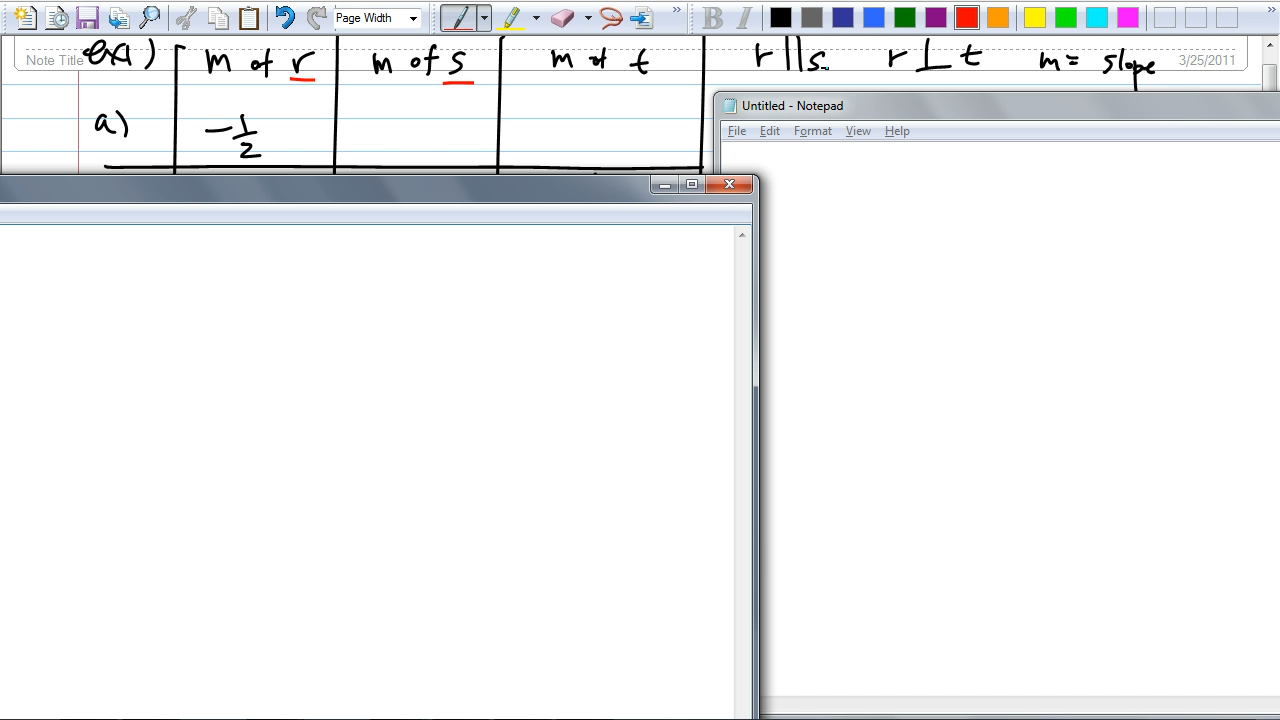 Page Width
B I
Note Title
ex1) m of r m of s m of t r || s r ⊥ t m = slope
3/25/2011
a) -1/2
Untitled - Notepad
File Edit Format View Help